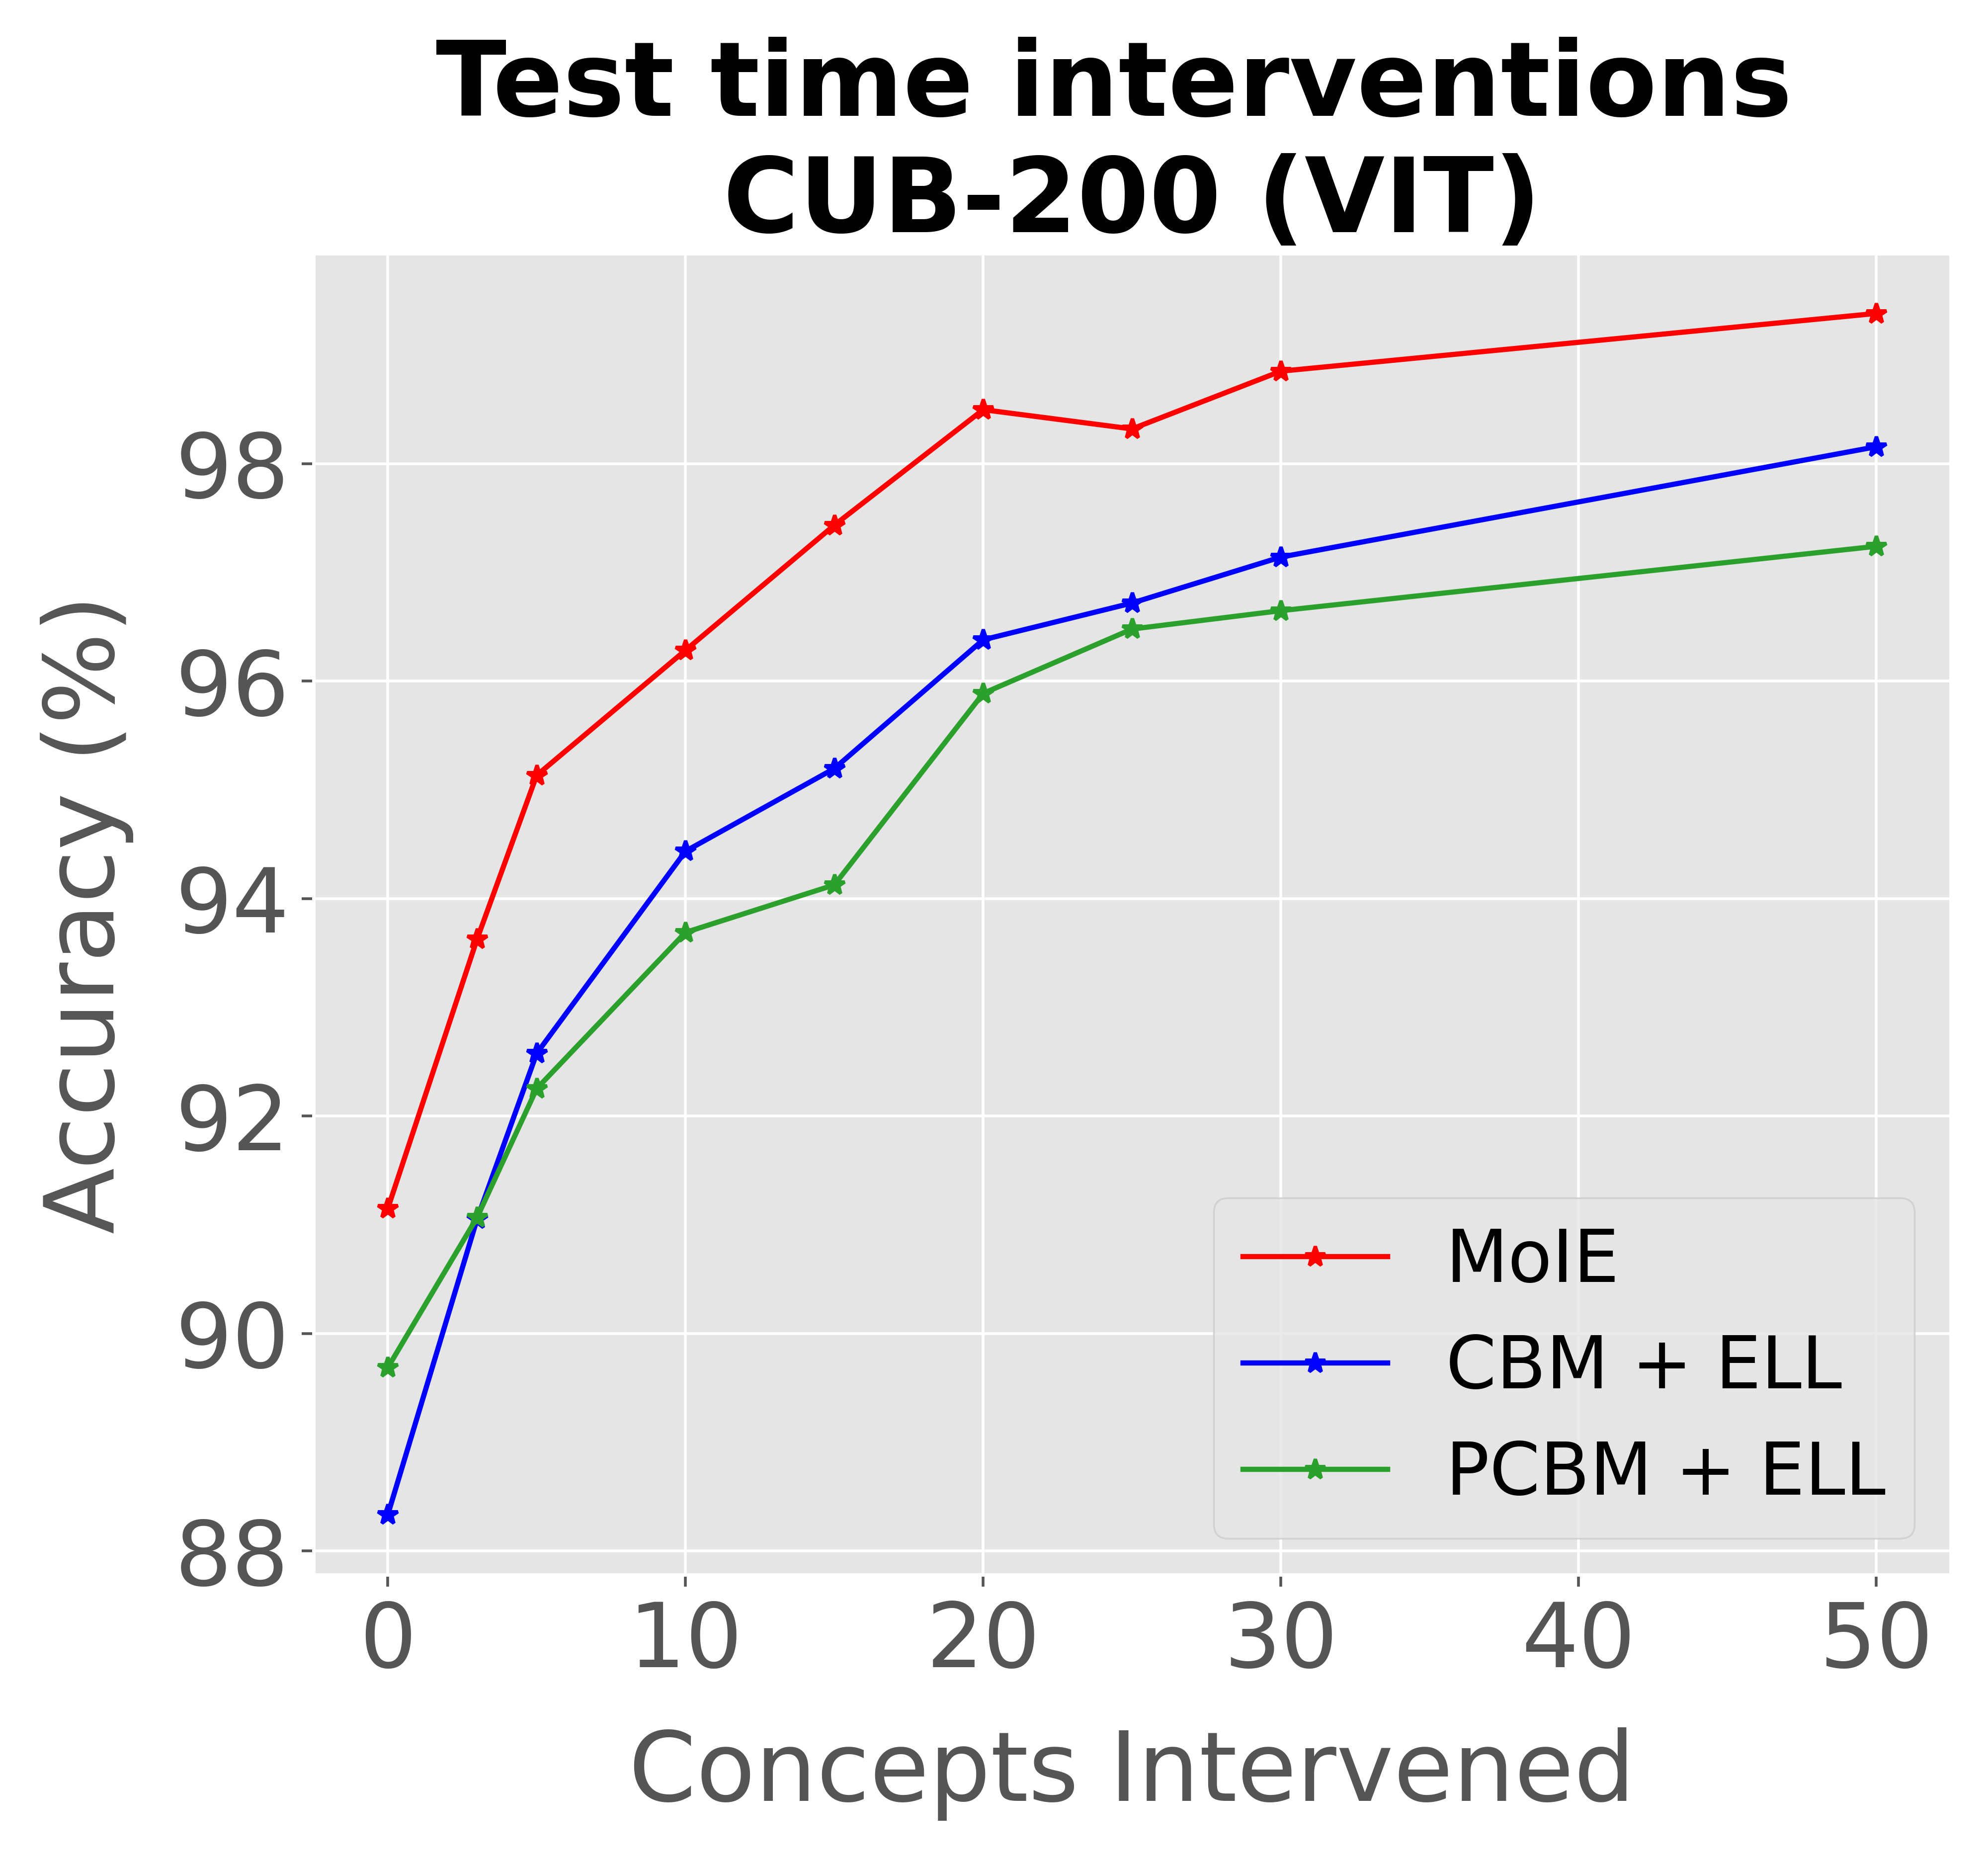 Test time interventions
CUB-200 (VIT)
Accuracy (%)
98
96
94
92
90
88
MoIE
CBM + ELL
PCBM + ELL
0 10 20 30 40 50
Concepts Intervened